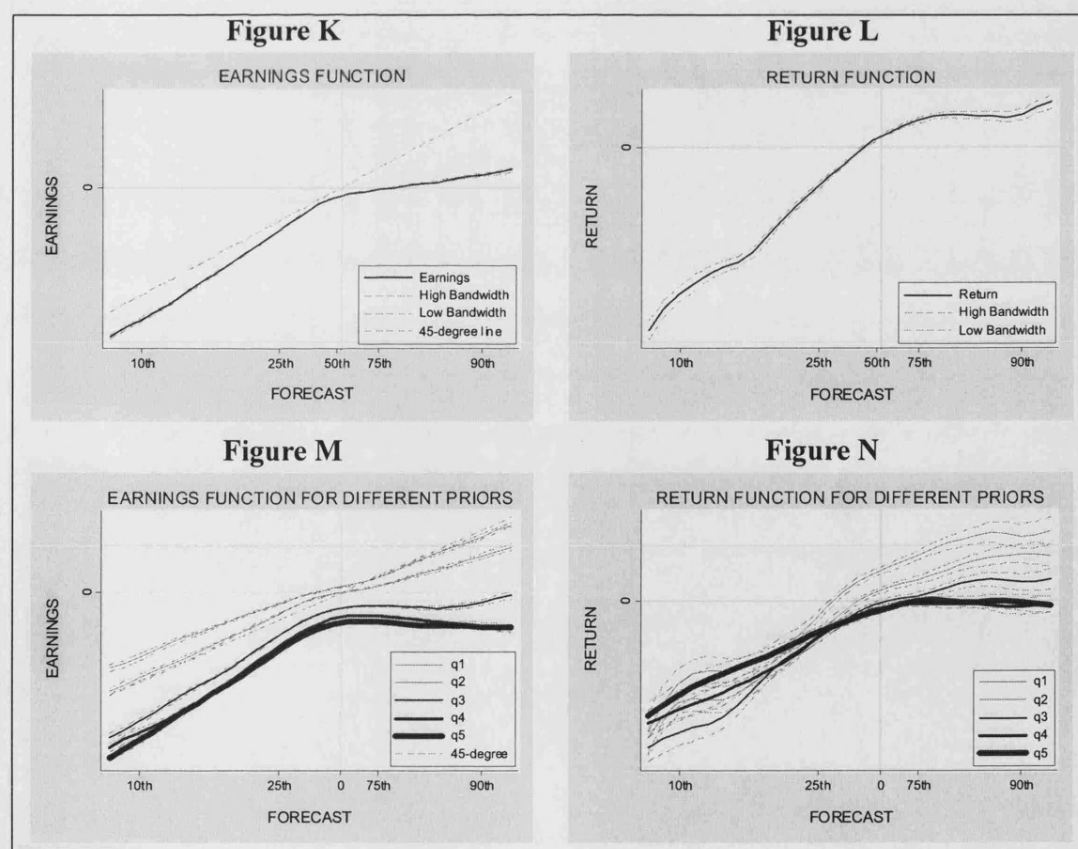 Figure K
EARNINGS FUNCTION
EARNINGS
0
Earnings
High Bandwidth
Low Bandwidth
45-degree line
10th 25th 50th 75th 90th
FORECAST
Figure L
RETURN FUNCTION
RETURN
0
Return
High Bandwidth
Low Bandwidth
10th 25th 50th 75th 90th
FORECAST
Figure M
EARNINGS FUNCTION FOR DIFFERENT PRIORS
EARNINGS
0
q1
q2
q3
q4
q5
45-degree
10th 25th 0 75th 90th
FORECAST
Figure N
RETURN FUNCTION FOR DIFFERENT PRIORS
RETURN
0
q1
q2
q3
q4
q5
10th 25th 0 75th 90th
FORECAST